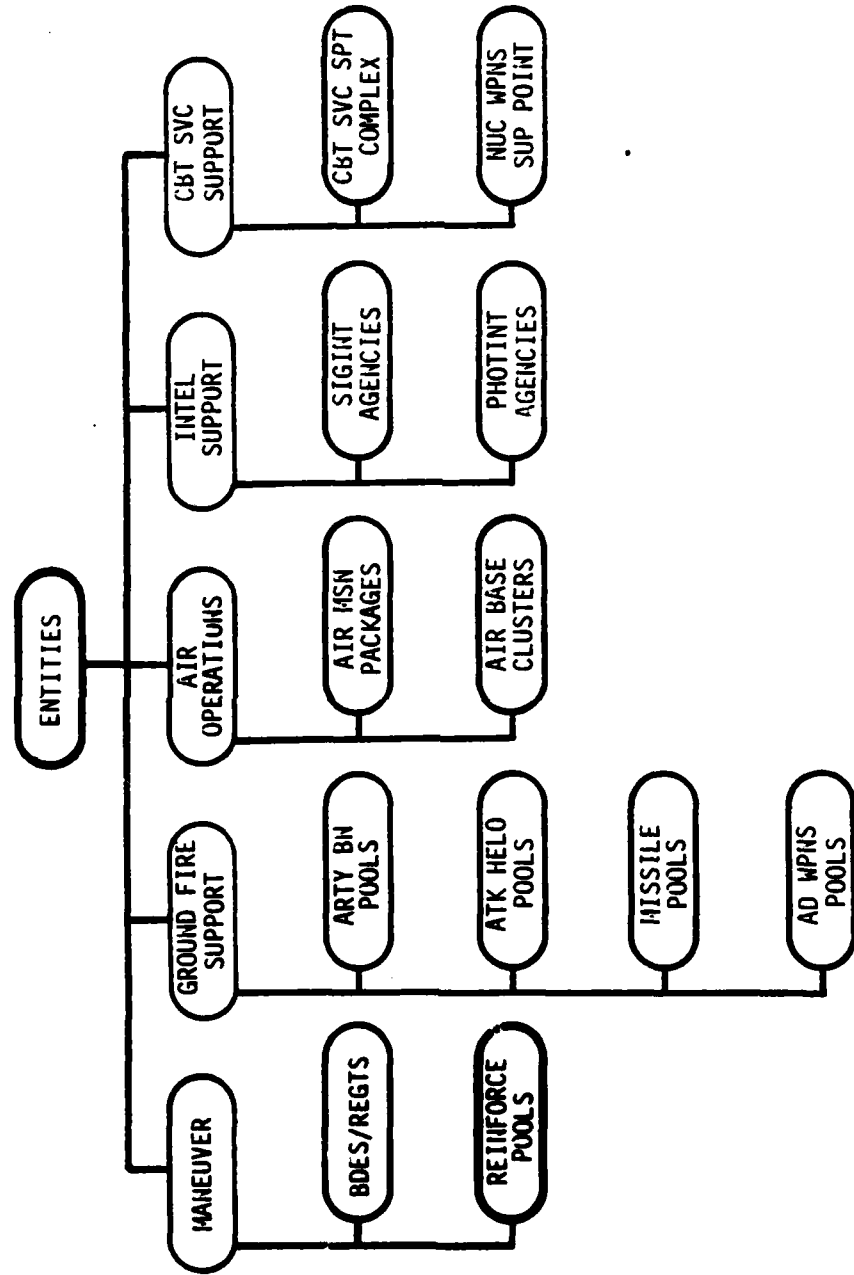 ENTITIES
MANEUVER
BDES/REGTS
REINFORCE
POOLS
GROUND FIRE
SUPPORT
ARTY BN
POOLS
ATK HELO
POOLS
MISSILE
POOLS
AD WPNS
POOLS
AIR
OPERATIONS
AIR MSN
PACKAGES
AIR BASE
CLUSTERS
INTEL
SUPPORT
SIGINT
AGENCIES
PHOTINT
AGENCIES
CBT SVC
SUPPORT
CBT SVC SPT
COMPLEX
NUC WPNS
SUP POINT